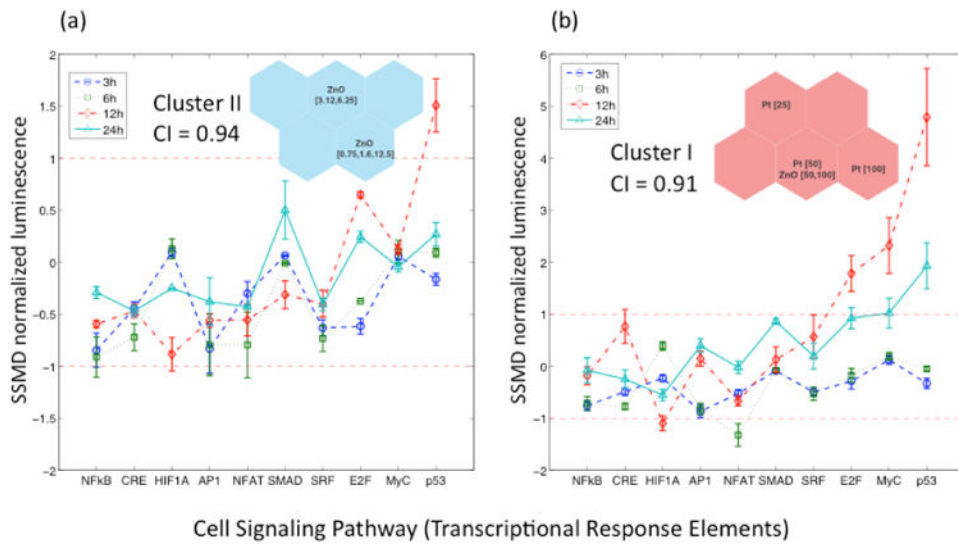 (a)
2
1.5
1
0.5
0
−0.5
−1
−1.5
−2
SSMD normalized luminescence
3h
6h
12h
24h
Cluster II
CI = 0.94
ZnO
[3.12,6.25]
ZnO
[0.75,1.6,12.5]
NFkB CRE HIF1A AP1 NFAT SMAD SRF E2F MyC p53
(b)
6
5
4
3
2
1
0
−1
−2
SSMD normalized luminescence
3h
6h
12h
24h
Cluster I
CI = 0.91
Pt [25]
Pt [50]
ZnO [50,100]
Pt [100]
NFkB CRE HIF1A AP1 NFAT SMAD SRF E2F MyC p53
Cell Signaling Pathway (Transcriptional Response Elements)